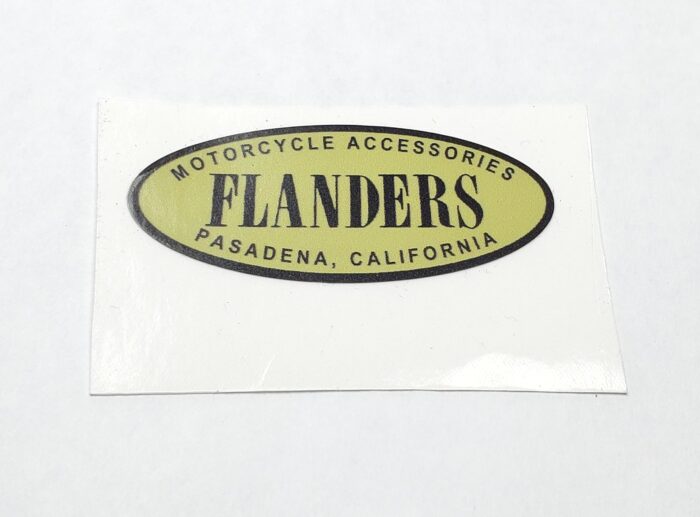 MOTORCYCLE ACCESSORIES
FLANDERS
PASADENA, CALIFORNIA